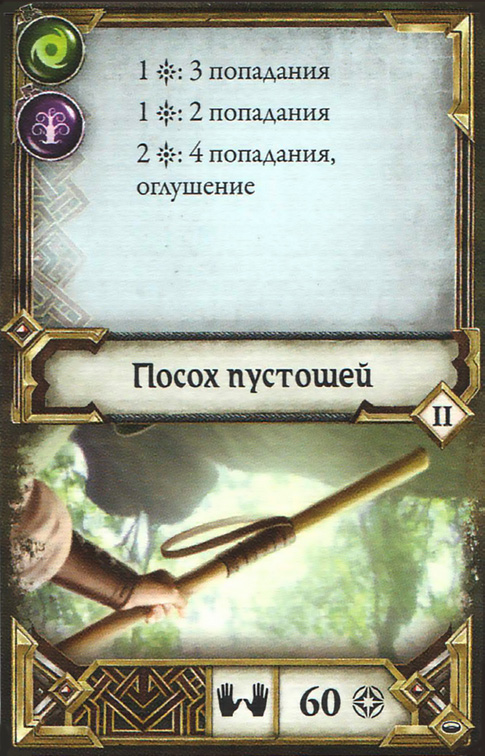 1 ☼: 3 попадания
1 ☼: 2 попадания
2 ☼: 4 попадания,
оглушение
Посох пустошей
II
60